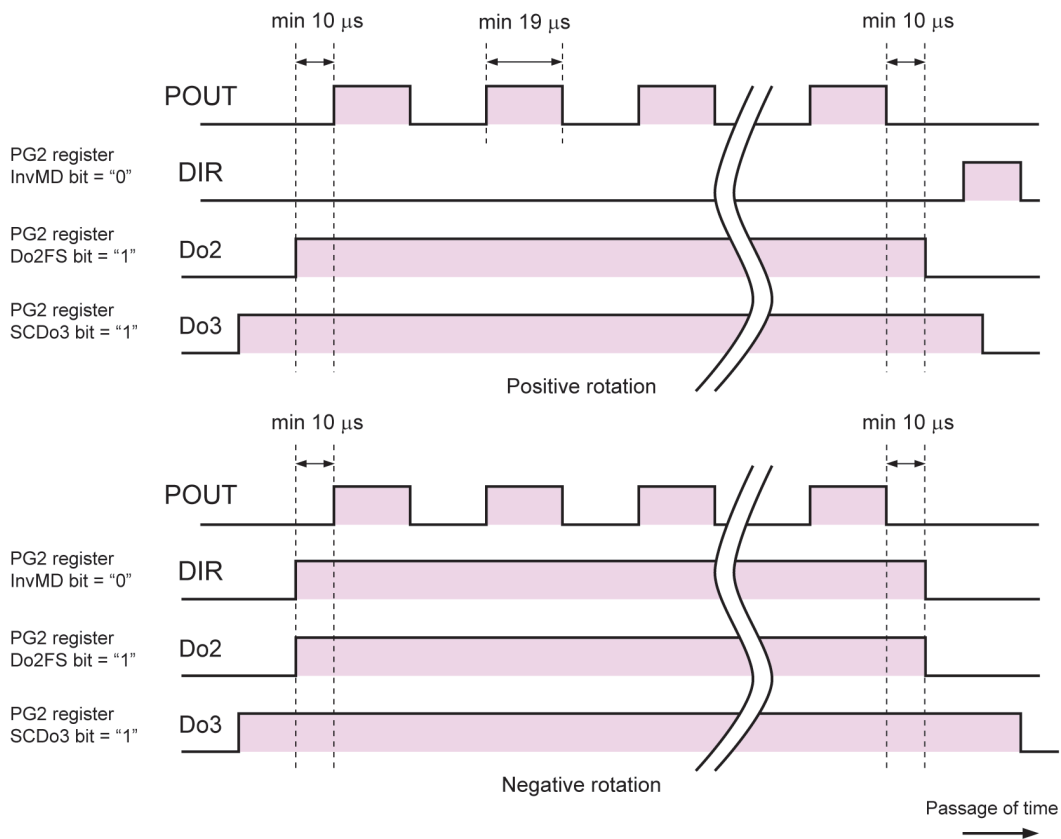 min 10 μs
min 19 μs
min 10 μs
POUT
PG2 register
InvMD bit = “0”
DIR
PG2 register
Do2FS bit = “1”
Do2
PG2 register
SCDo3 bit = “1”
Do3
Positive rotation
min 10 μs
min 10 μs
POUT
PG2 register
InvMD bit = “0”
DIR
PG2 register
Do2FS bit = “1”
Do2
PG2 register
SCDo3 bit = “1”
Do3
Negative rotation
Passage of time